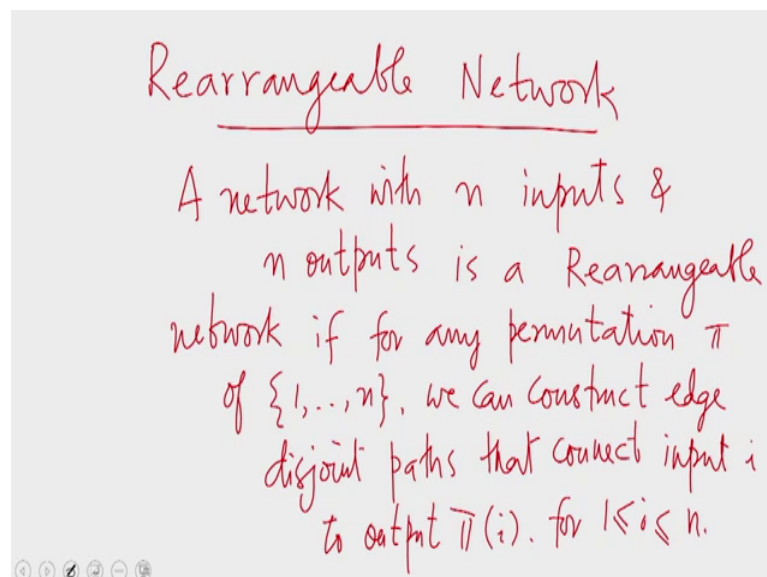 Rearrangeable Network
A network with n inputs &
n outputs is a Rearrangeable
network if for any permutation π
of {1,..,n}, we can construct edge
disjoint paths that connect input i
to output π(i). for 1≤i≤n.